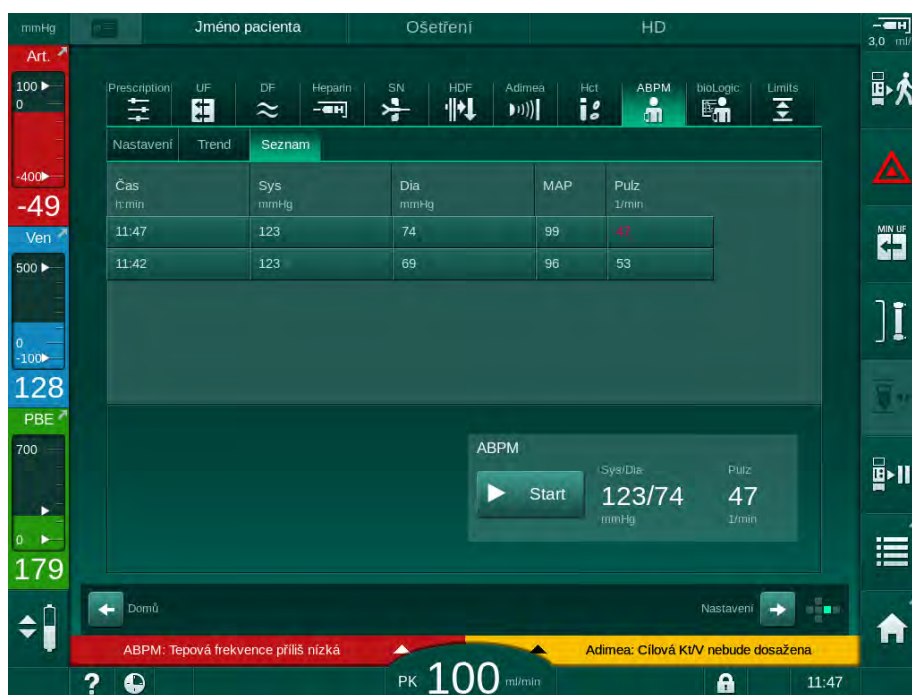 mmHg
Jméno pacienta
Ošetření
HD
3,0 ml/
Art.
100
0
-400
-49
Ven
500
0
-100
128
PBE
700
0
179
Prescription
UF
DF
Heparin
SN
HDF
Adimea
Hct
ABPM
bioLogic
Limits
Nastavení
Trend
Seznam
Čas
Sys
Dia
MAP
Pulz
h:min
mmHg
mmHg
1/min
11:47
123
74
99
47
11:42
123
69
96
53
ABPM
Sys/Dia
Pulz
Start
123/74
47
mmHg
1/min
MIN UF
Domů
Nastavení
ABPM: Tepová frekvence příliš nízká
Adimea: Cílová Kt/V nebude dosažena
?
PK 100 ml/min
11:47